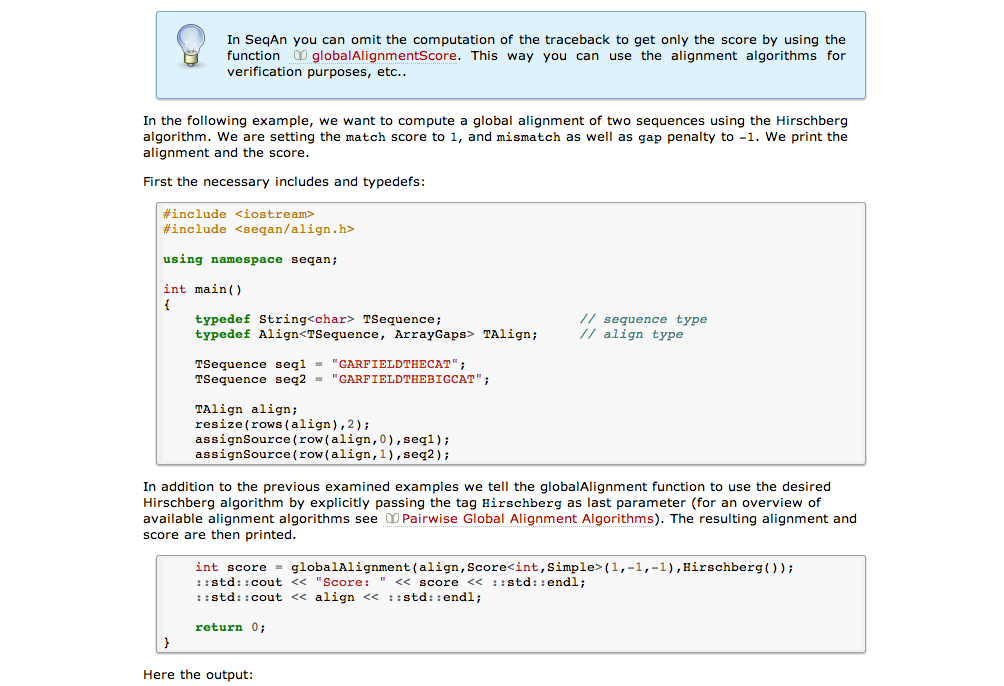 In SeqAn you can omit the computation of the traceback to get only the score by using the
function globalAlignmentScore. This way you can use the alignment algorithms for
verification purposes, etc..
In the following example, we want to compute a global alignment of two sequences using the Hirschberg
algorithm. We are setting the match score to 1, and mismatch as well as gap penalty to -1. We print the
alignment and the score.
First the necessary includes and typedefs:
#include <iostream>
#include <seqan/align.h>
using namespace seqan;
int main()
{
typedef String<char> TSequence; // sequence type
typedef Align<TSequence, ArrayGaps> TAlign; // align type
TSequence seq1 = "GARFIELDTHECAT";
TSequence seq2 = "GARFIELDTHEBIGCAT";
TAlign align;
resize(rows(align),2);
assignSource(row(align,0),seq1);
assignSource(row(align,1),seq2);
In addition to the previous examined examples we tell the globalAlignment function to use the desired
Hirschberg algorithm by explicitly passing the tag Hirschberg as last parameter (for an overview of
available alignment algorithms see Pairwise Global Alignment Algorithms). The resulting alignment and
score are then printed.
int score = globalAlignment(align,Score<int,Simple>(1,-1,-1),Hirschberg());
::std::cout << "Score: " << score << ::std::endl;
::std::cout << align << ::std::endl;
return 0;
}
Here the output: